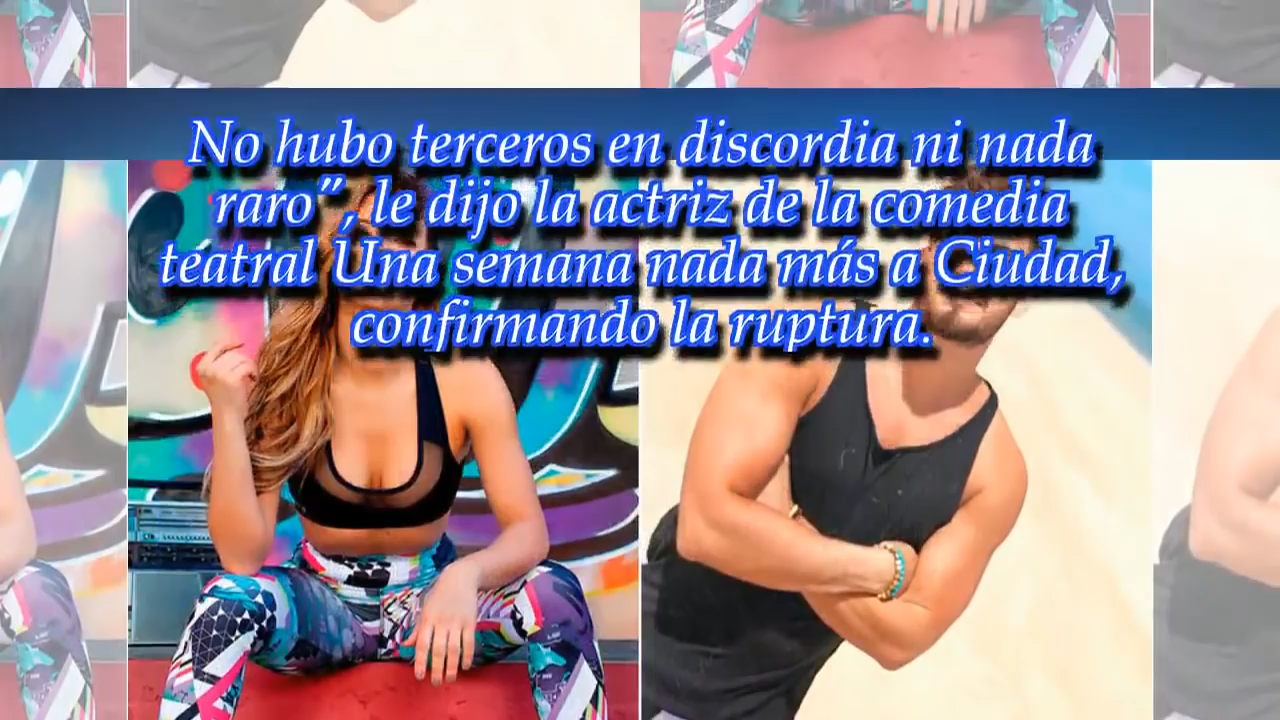 No hubo terceros en discordia ni nada
raro”, le dijo la actriz de la comedia
teatral Una semana nada más a Ciudad,
confirmando la ruptura.